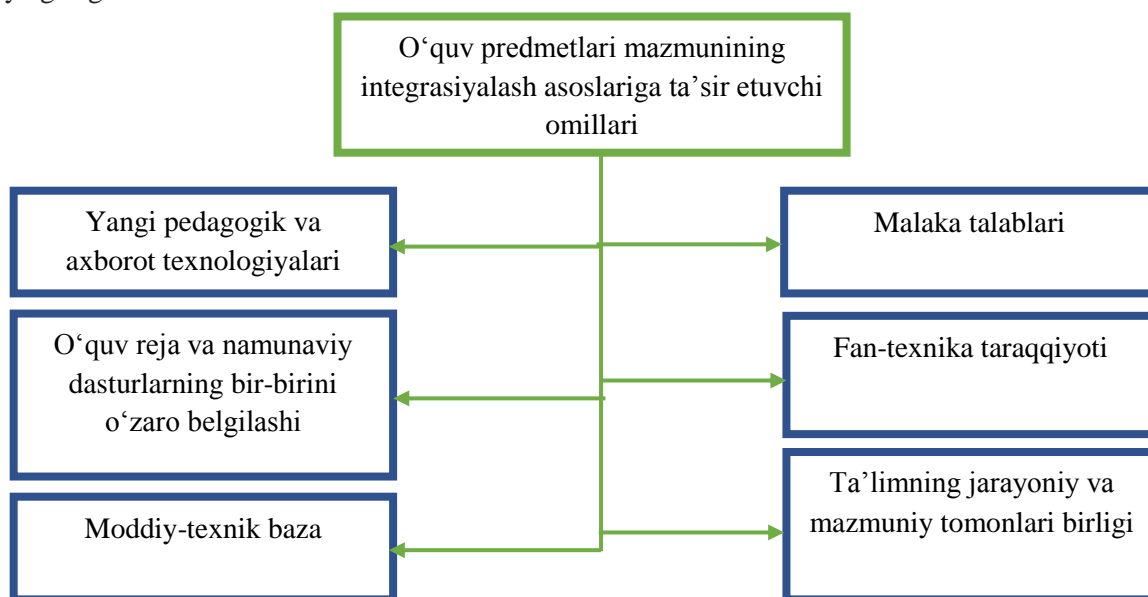 O‘quv predmetlari mazmunining
integrasiyalash asoslariga ta’sir etuvchi
omillari
Yangi pedagogik va
axborot texnologiyalari
Malaka talablari
O‘quv reja va namunaviy
dasturlarning bir-birini
o‘zaro belgilashi
Fan-texnika taraqqiyoti
Moddiy-texnik baza
Ta’limning jarayoniy va
mazmuniy tomonlari birligi